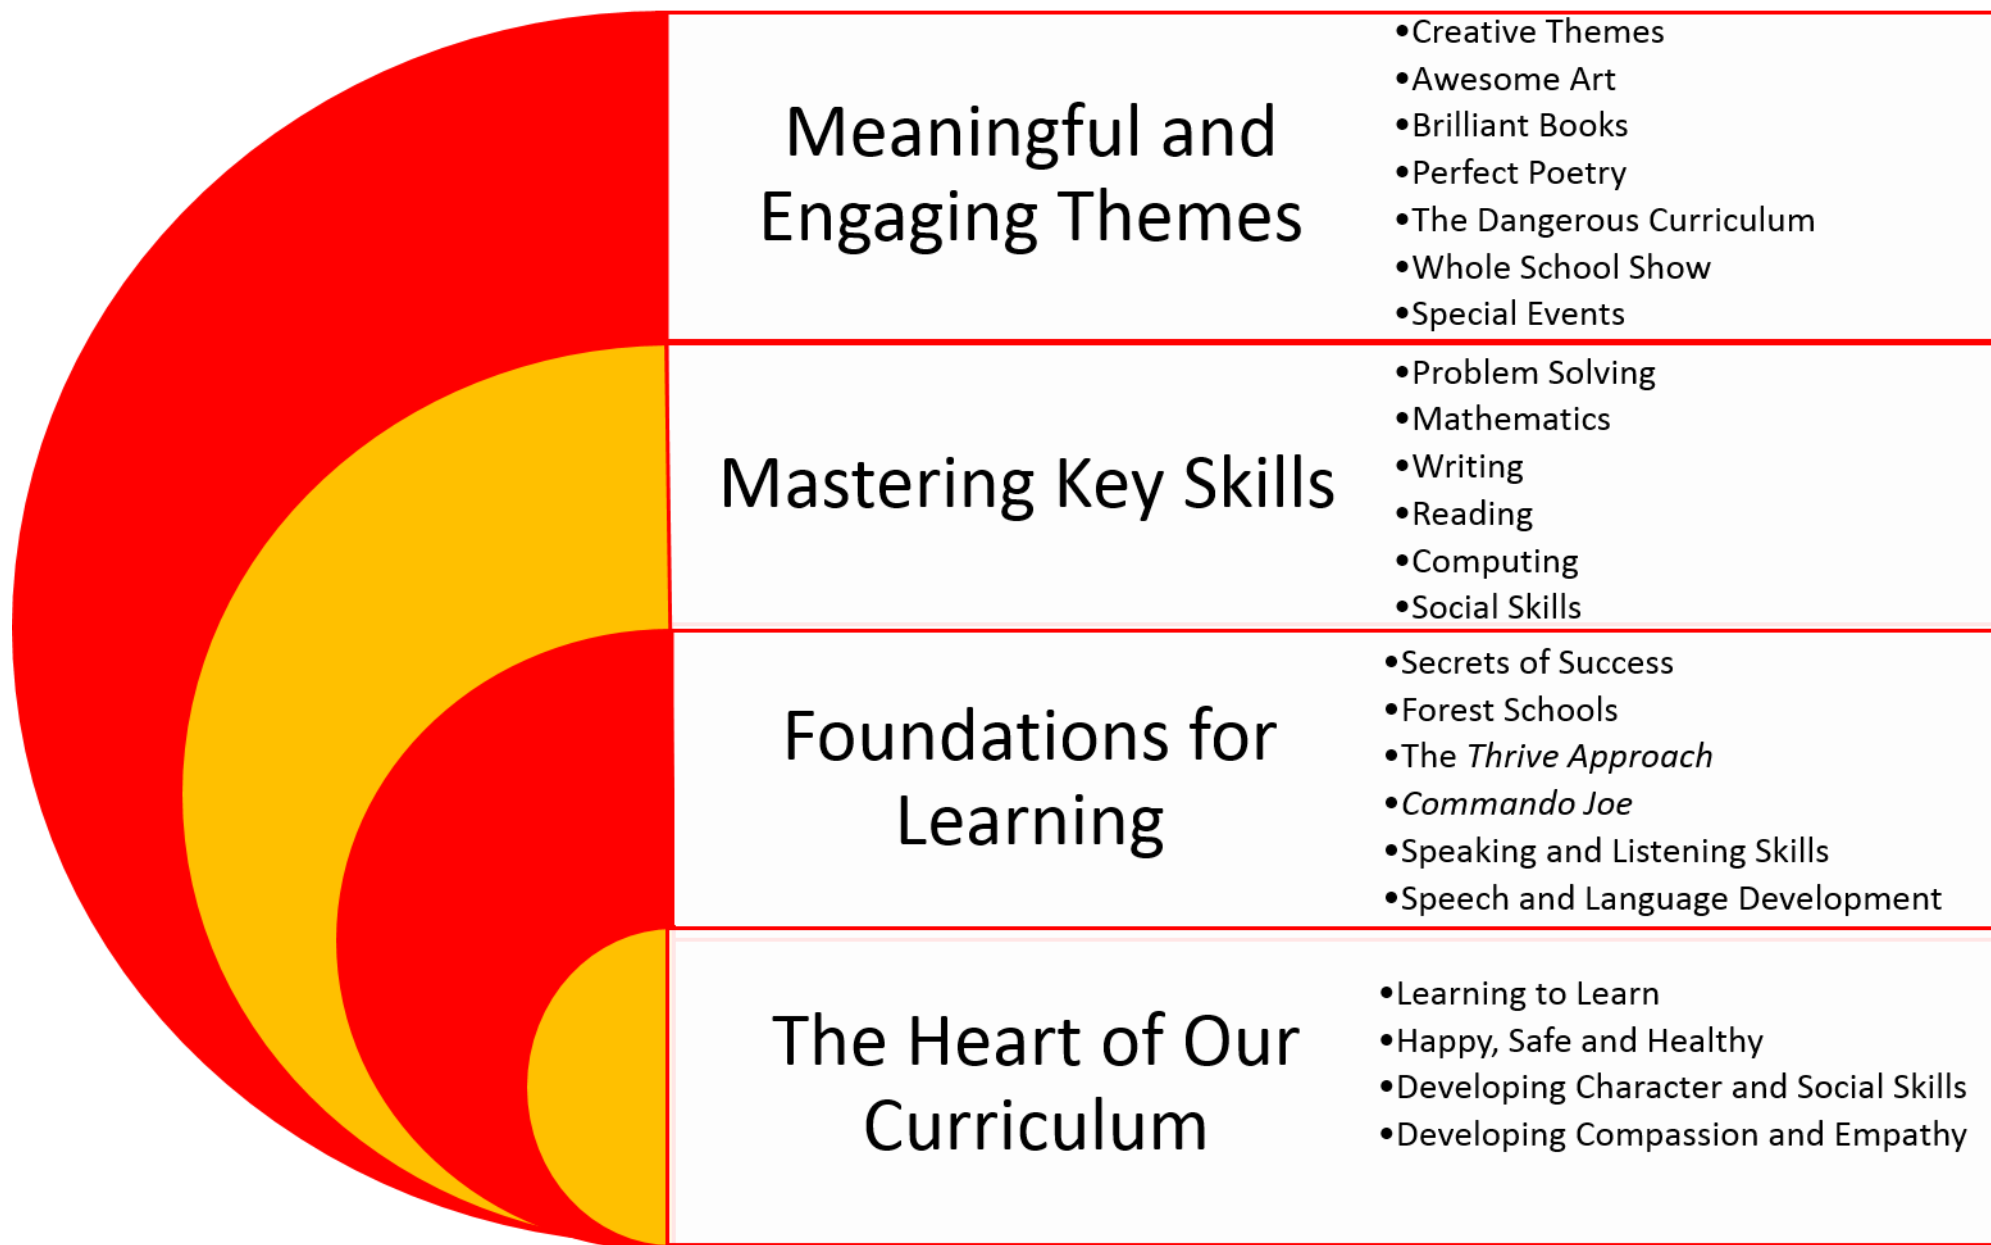 Meaningful and
Engaging Themes
•Creative Themes
•Awesome Art
•Brilliant Books
•Perfect Poetry
•The Dangerous Curriculum
•Whole School Show
•Special Events
Mastering Key Skills
•Problem Solving
•Mathematics
•Writing
•Reading
•Computing
•Social Skills
Foundations for
Learning
•Secrets of Success
•Forest Schools
•The Thrive Approach
•Commando Joe
•Speaking and Listening Skills
•Speech and Language Development
The Heart of Our
Curriculum
•Learning to Learn
•Happy, Safe and Healthy
•Developing Character and Social Skills
•Developing Compassion and Empathy